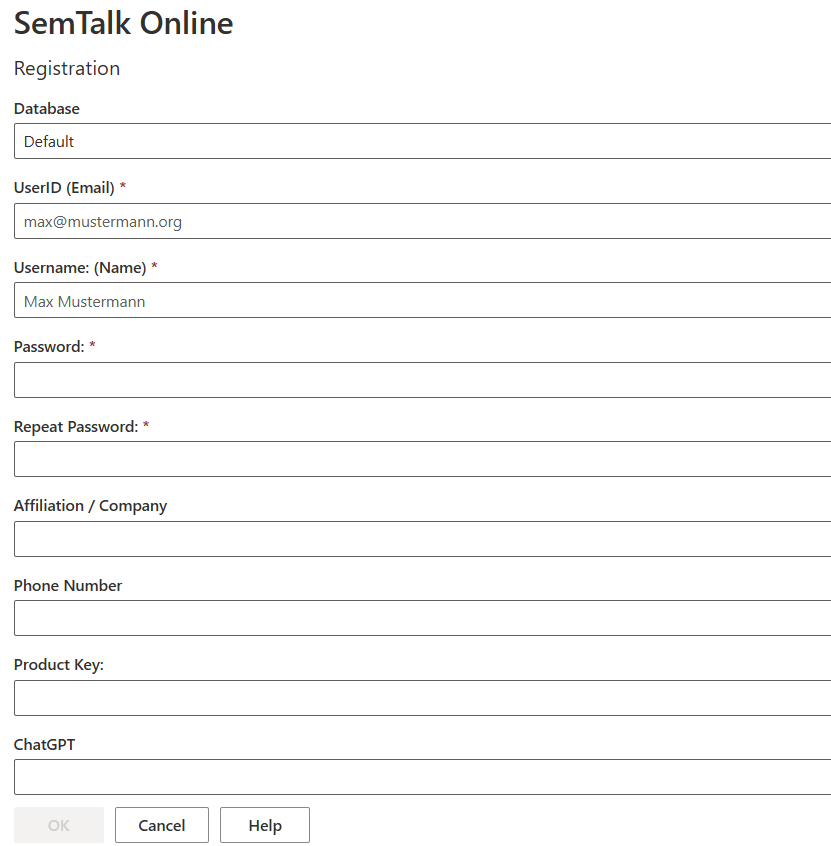 SemTalk Online
Registration
Database
Default
UserID (Email) *
max@mustermann.org
Username: (Name) *
Max Mustermann
Password: *
Repeat Password: *
Affiliation / Company
Phone Number
Product Key:
ChatGPT
OK Cancel Help